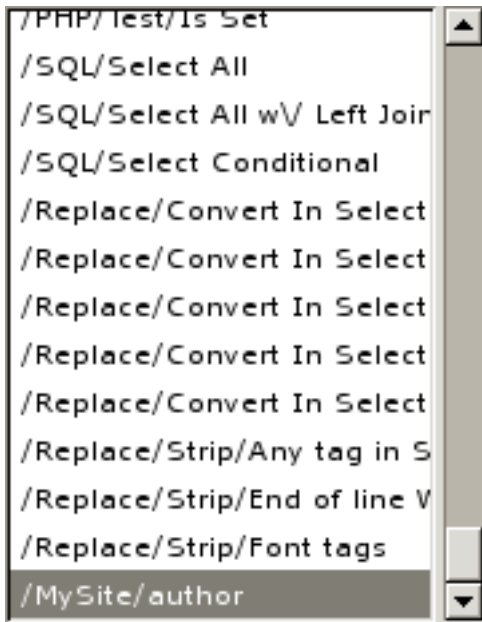 /PHP/Test/Is Set
/SQL/Select All
/SQL/Select All w\/ Left Join
/SQL/Select Conditional
/Replace/Convert In Select
/Replace/Convert In Select
/Replace/Convert In Select
/Replace/Convert In Select
/Replace/Convert In Select
/Replace/Strip/Any tag in S
/Replace/Strip/End of line W
/Replace/Strip/Font tags
/MySite/author